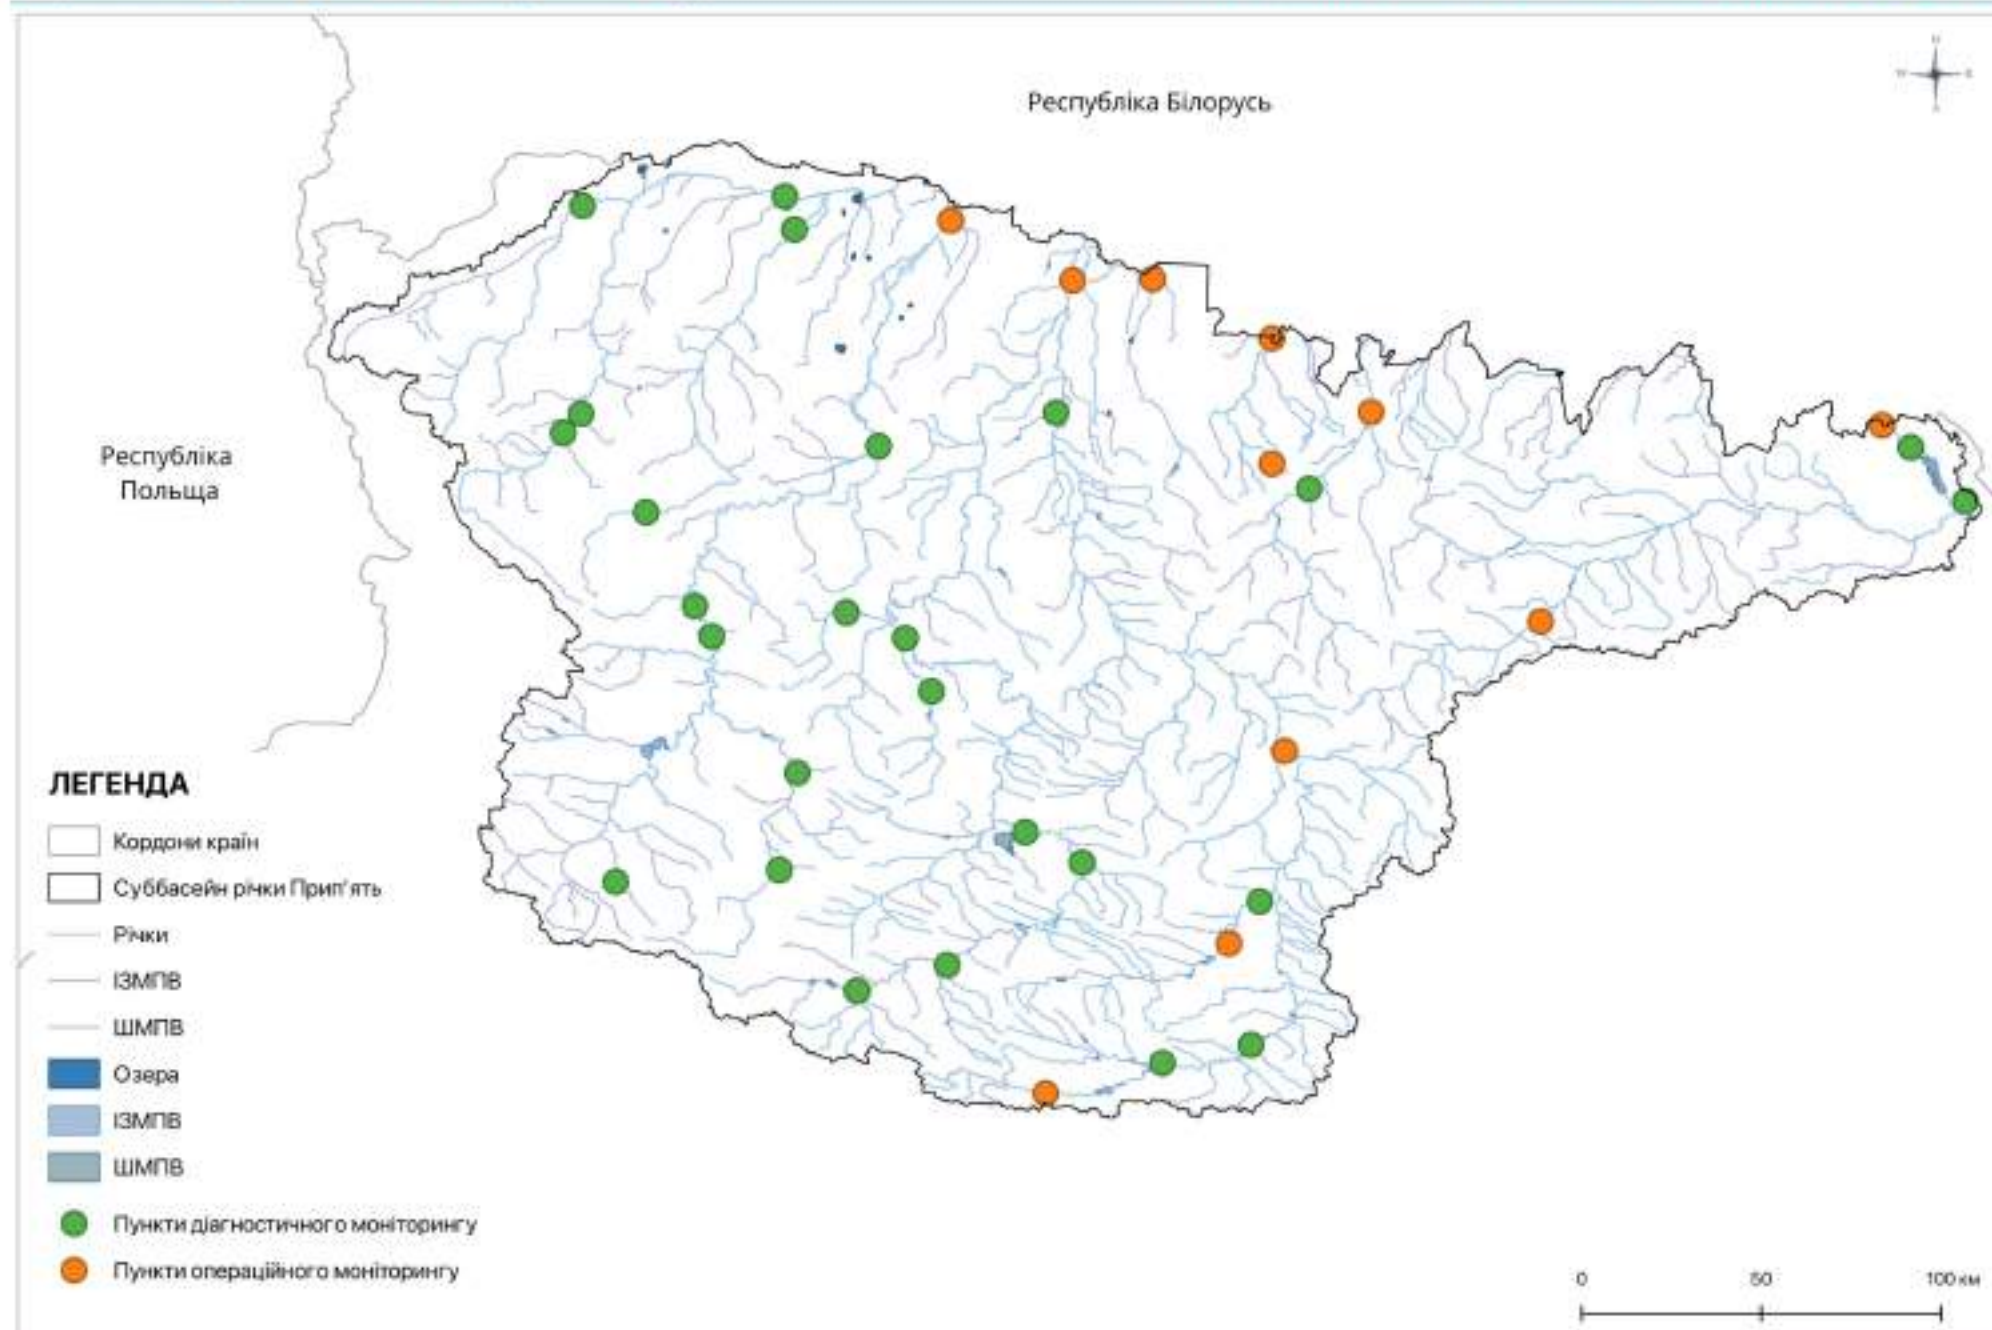 N
W
E
S
Республіка Білорусь
Республіка
Польща
ЛЕГЕНДА
Кордони країн
Суббасейн річки Прип'ять
Річки
ІЗМПВ
ШМПВ
Озера
ІЗМПВ
ШМПВ
Пункти діагностичного моніторингу
Пункти операційного моніторингу
0 50 100 км